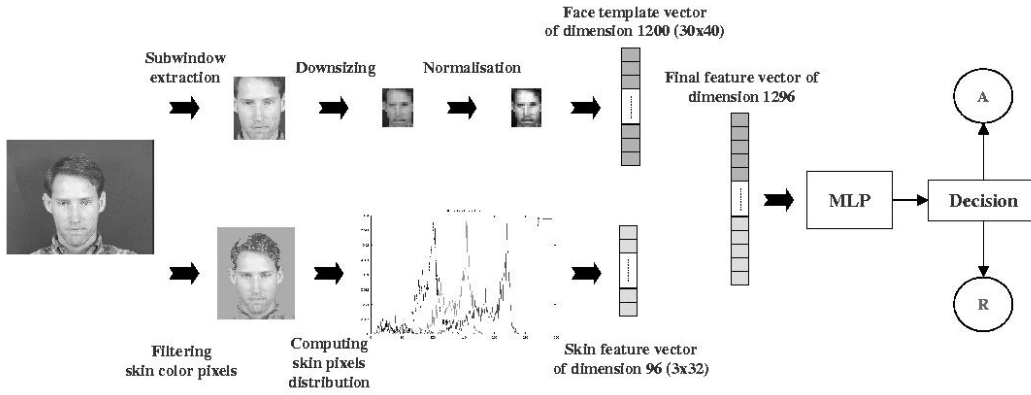 Face template vector
of dimension 1200 (30x40)
Subwindow
extraction
Downsizing
Normalisation
Final feature vector of
dimension 1296
A
MLP
Decision
R
Filtering
skin color pixels
Computing
skin pixels
distribution
Skin feature vector
of dimension 96 (3x32)